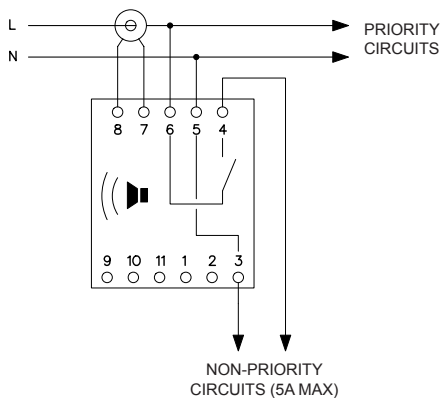 L
PRIORITY
CIRCUITS
N
8 7 6 5 4
9 10 11 1 2 3
NON-PRIORITY
CIRCUITS (5A MAX)